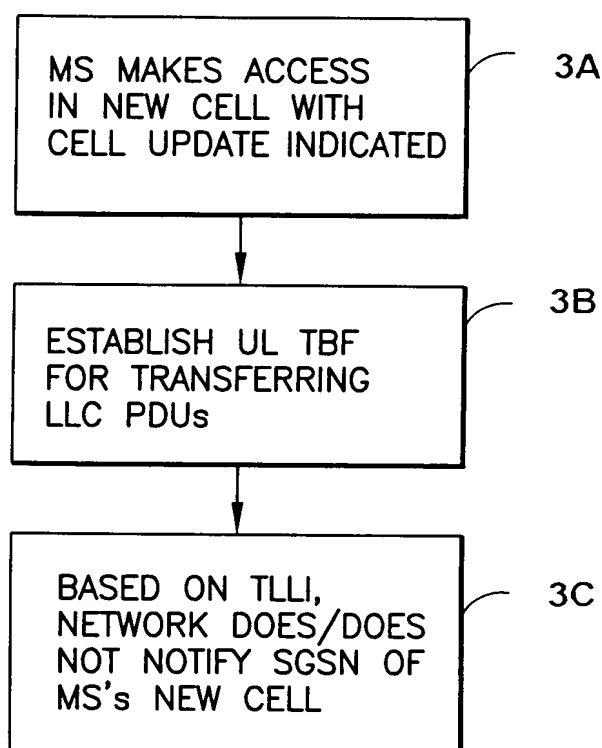 MS MAKES ACCESS
IN NEW CELL WITH
CELL UPDATE INDICATED
3A
ESTABLISH UL TBF
FOR TRANSFERRING
LLC PDUs
3B
BASED ON TLLI,
NETWORK DOES/DOES
NOT NOTIFY SGSN OF
MS's NEW CELL
3C